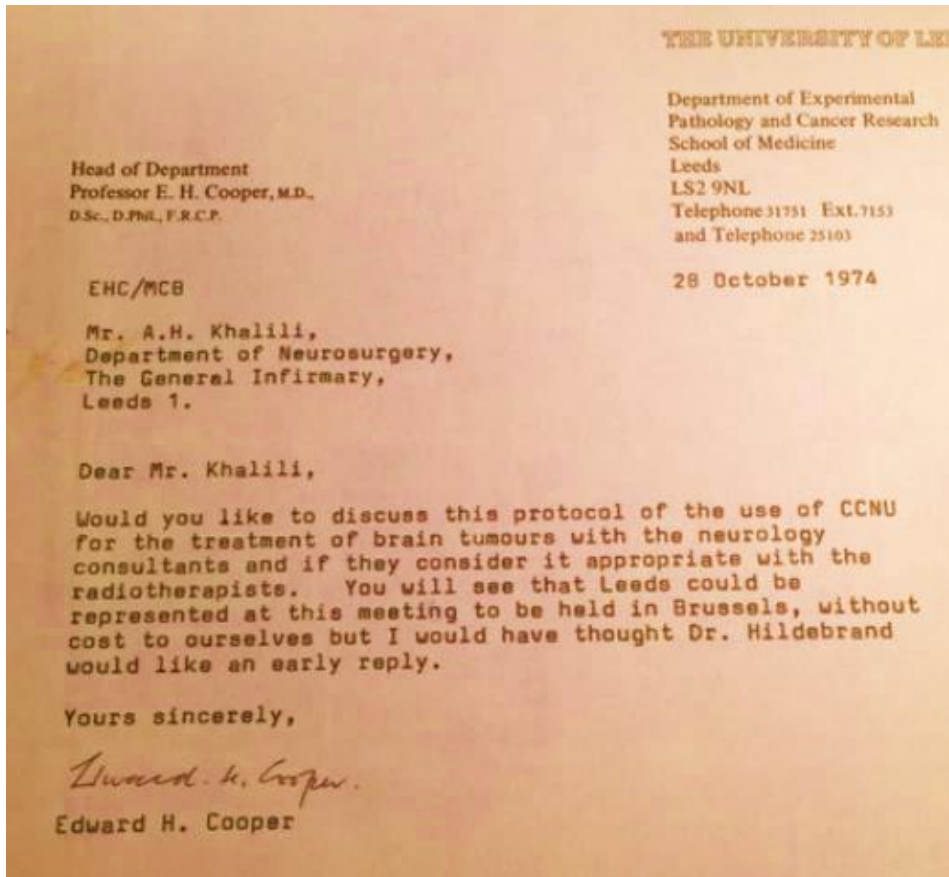 THE UNIVERSITY OF LE
Department of Experimental
Pathology and Cancer Research
School of Medicine
Leeds
LS2 9NL
Telephone 31751 Ext. 7153
and Telephone 25103
Head of Department
Professor E. H. Cooper, M.D.,
D.Sc., D.Phil., F.R.C.P.
28 October 1974
EHC/MCB
Mr. A.H. Khalili,
Department of Neurosurgery,
The General Infirmary,
Leeds 1.
Dear Mr. Khalili,
Would you like to discuss this protocol of the use of CCNU
for the treatment of brain tumours with the neurology
consultants and if they consider it appropriate with the
radiotherapists. You will see that Leeds could be
represented at this meeting to be held in Brussels, without
cost to ourselves but I would have thought Dr. Hildebrand
would like an early reply.
Yours sincerely,
Edward. H. Cooper.
Edward H. Cooper